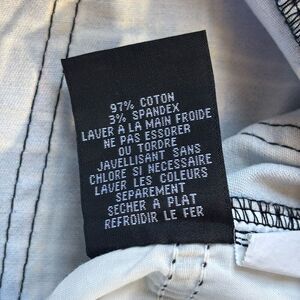 97% COTON
3% SPANDEX
LAVER A LA MAIN FROIDE
NE PAS ESSORER
OU TORDRE
JAVELLISANT SANS
CHLORE SI NECESSAIRE
LAVER LES COULEURS
SEPAREMENT
SECHER A PLAT
REFROIDIR LE FER